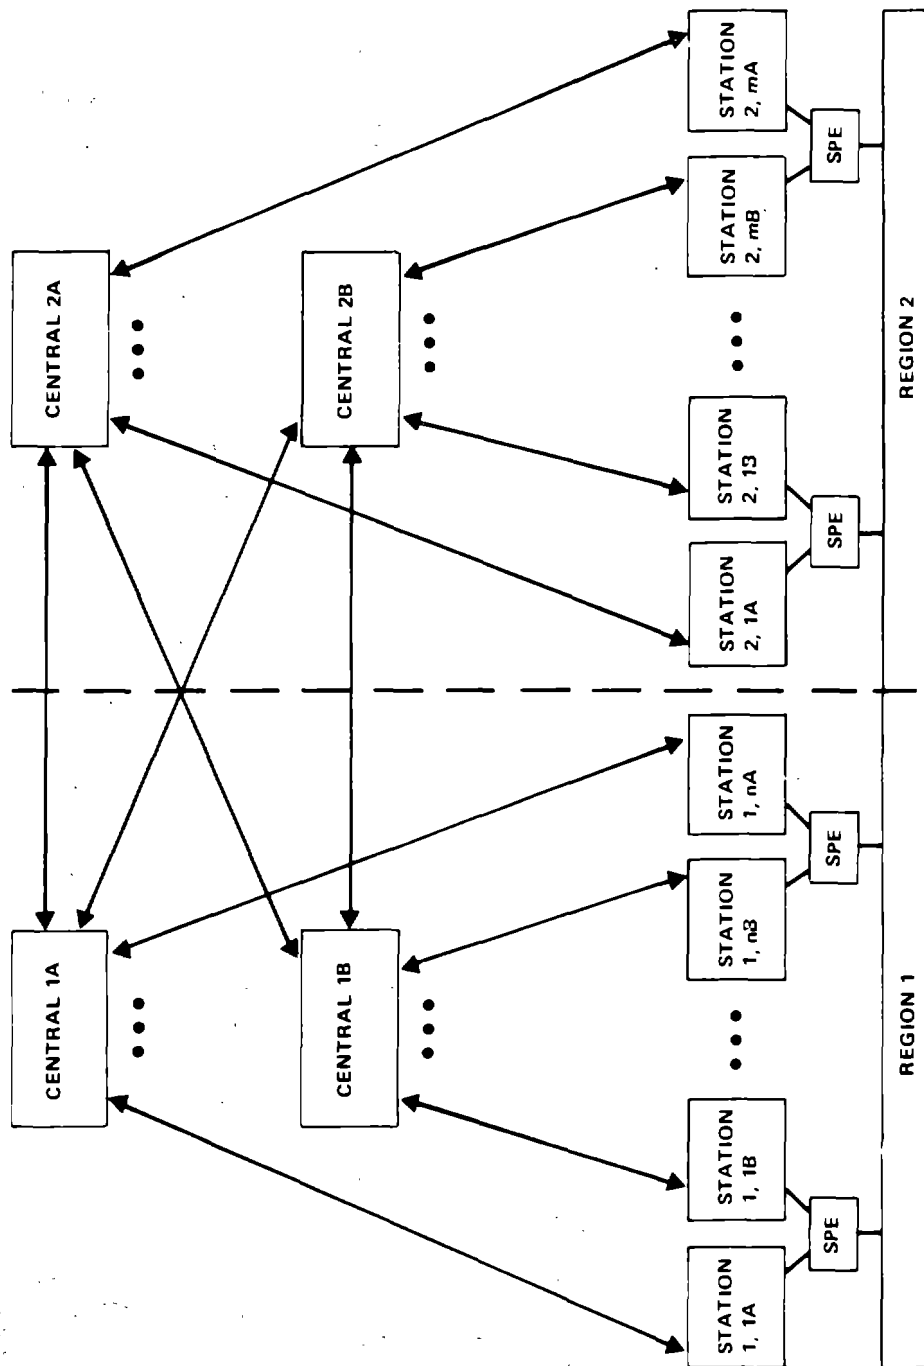 CENTRAL 1A
CENTRAL 2A
CENTRAL 1B
CENTRAL 2B
STATION
1, 1A
STATION
1, 1B
STATION
1, nB
STATION
1, nA
STATION
2, 1A
STATION
2, 1B
STATION
2, mB
STATION
2, mA
SPE
SPE
SPE
SPE
REGION 1
REGION 2